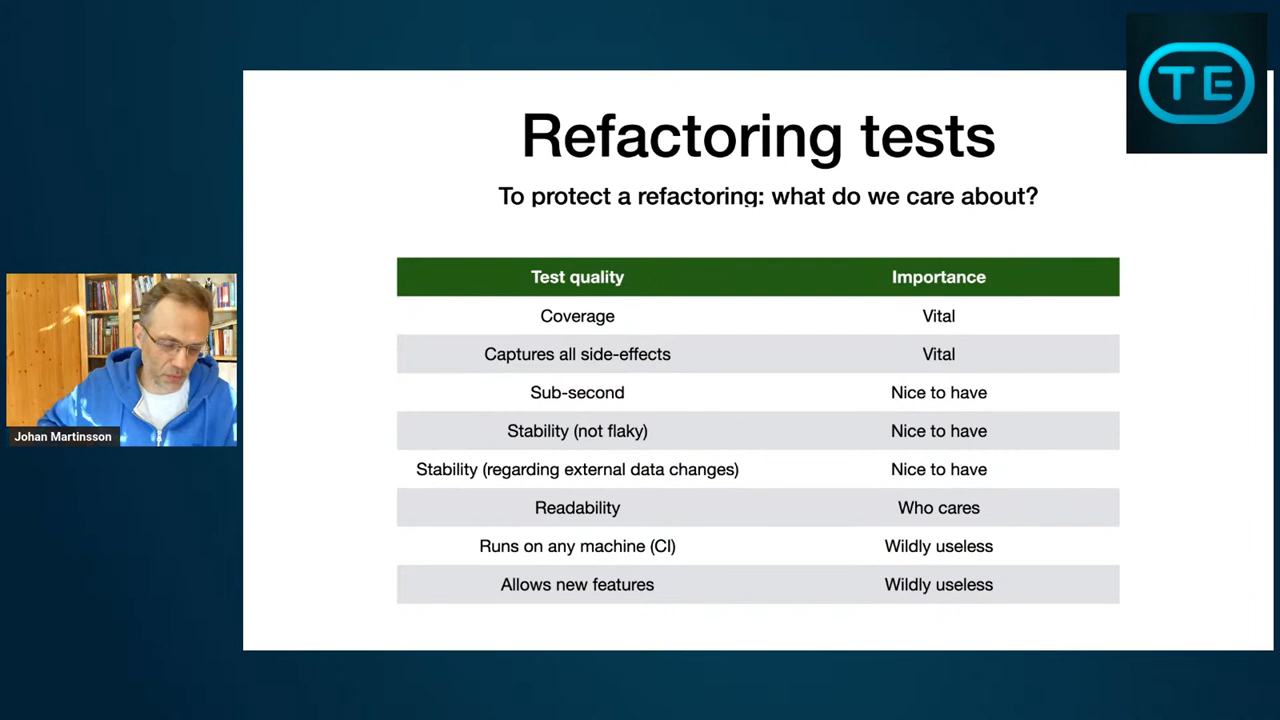 TE
Refactoring tests
To protect a refactoring: what do we care about?
Test quality Importance
Coverage Vital
Captures all side-effects Vital
Sub-second Nice to have
Stability (not flaky) Nice to have
Stability (regarding external data changes) Nice to have
Readability Who cares
Runs on any machine (CI) Wildly useless
Allows new features Wildly useless
Johan Martinsson